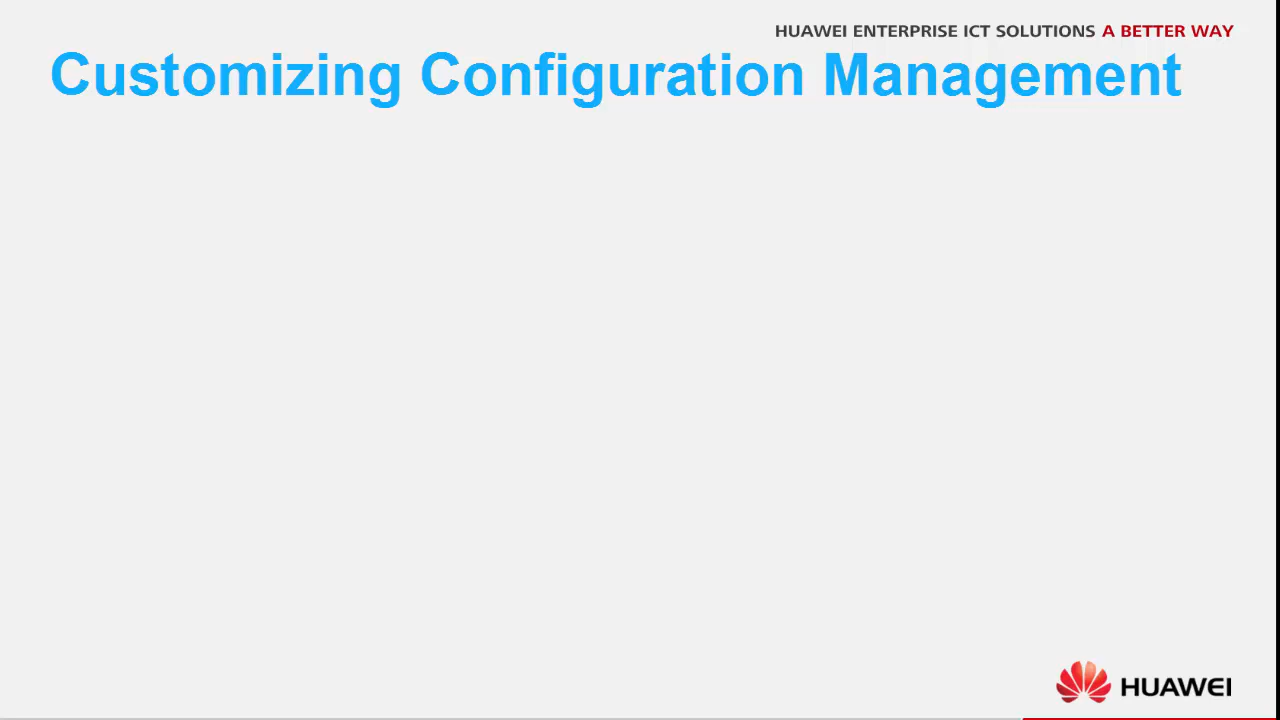 HUAWEI ENTERPRISE ICT SOLUTIONS A BETTER WAY
Customizing Configuration Management
HUAWEI